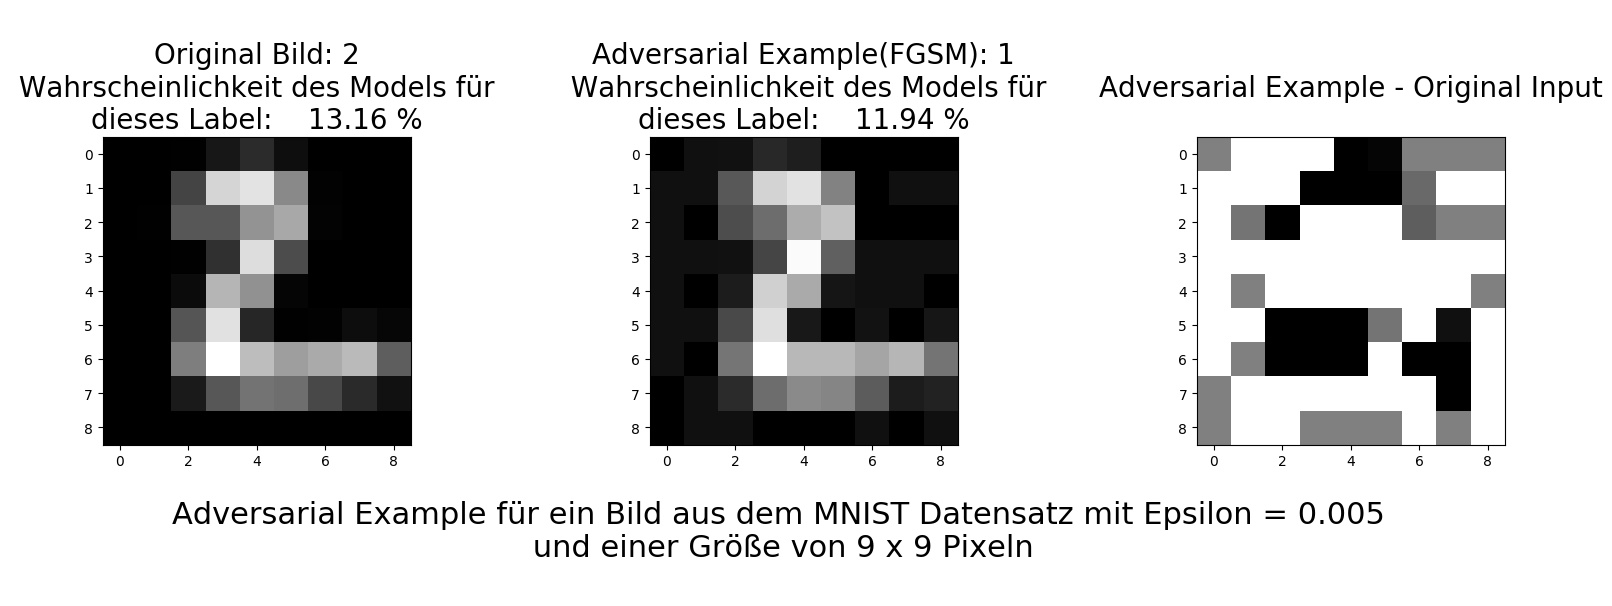 Original Bild: 2
Wahrscheinlichkeit des Models für
dieses Label:    13.16 %
0
1
2
3
4
5
6
7
8
0 2 4 6 8
Adversarial Example(FGSM): 1
Wahrscheinlichkeit des Models für
dieses Label:    11.94 %
0
1
2
3
4
5
6
7
8
0 2 4 6 8
Adversarial Example - Original Input
0
1
2
3
4
5
6
7
8
0 2 4 6 8
Adversarial Example für ein Bild aus dem MNIST Datensatz mit Epsilon = 0.005
und einer Größe von 9 x 9 Pixeln